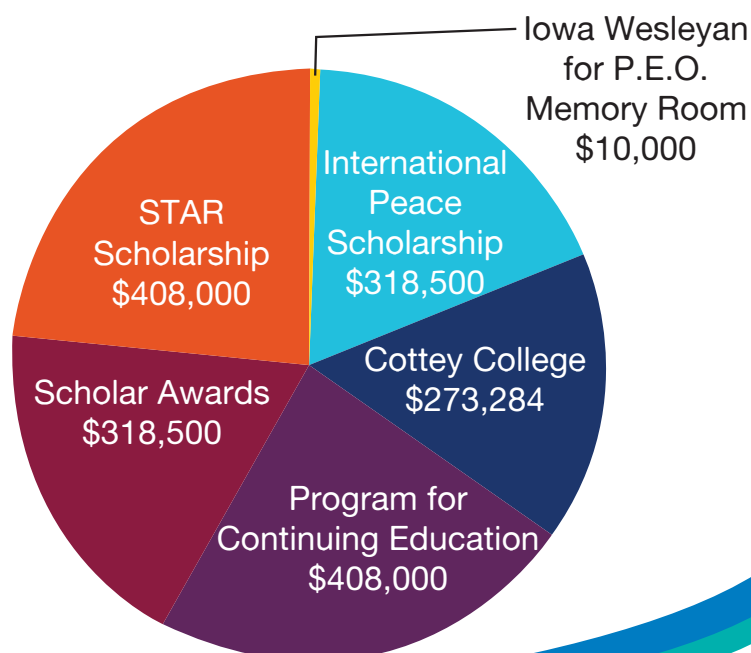 Iowa Wesleyan
for P.E.O.
Memory Room
$10,000
International
Peace
Scholarship
$318,500
STAR
Scholarship
$408,000
Cottey College
$273,284
Scholar Awards
$318,500
Program for
Continuing Education
$408,000